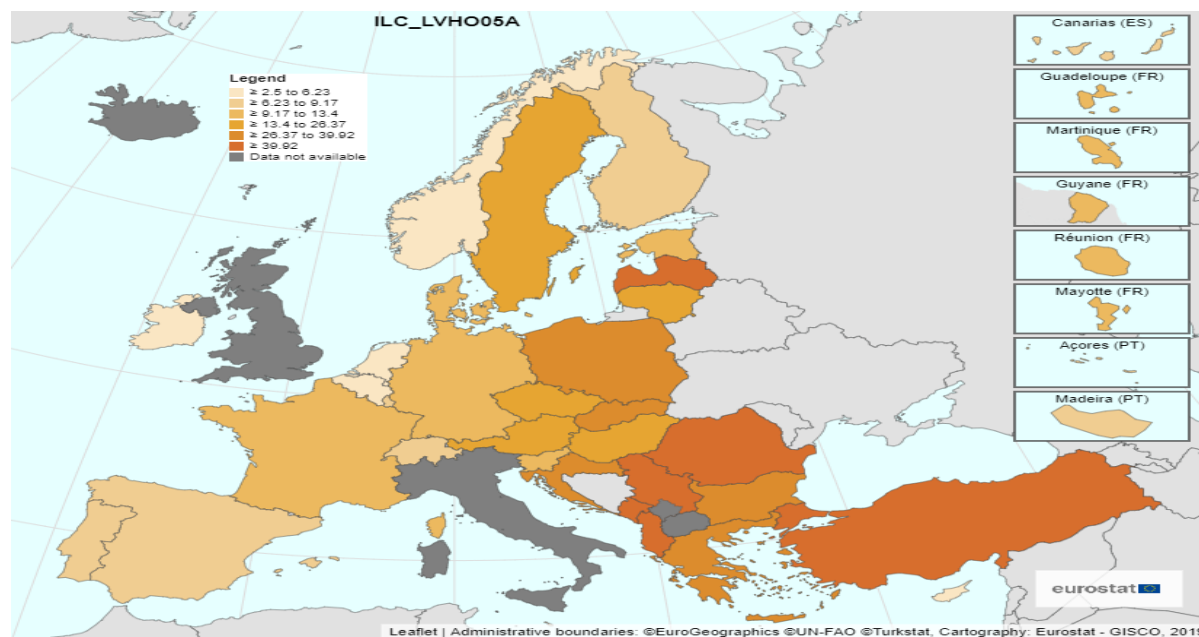 ILC_LVHO05A
Legend
≥ 2.5 to 6.23
≥ 6.23 to 9.17
≥ 9.17 to 13.4
≥ 13.4 to 26.37
≥ 26.37 to 39.92
≥ 39.92
Data not available
Canarias (ES)
Guadeloupe (FR)
Martinique (FR)
Guyane (FR)
Réunion (FR)
Mayotte (FR)
Açores (PT)
Madeira (PT)
eurostat
Leaflet | Administrative boundaries: ©EuroGeographics ©UN-FAO ©Turkstat, Cartography: Eurostat - GISCO, 2019